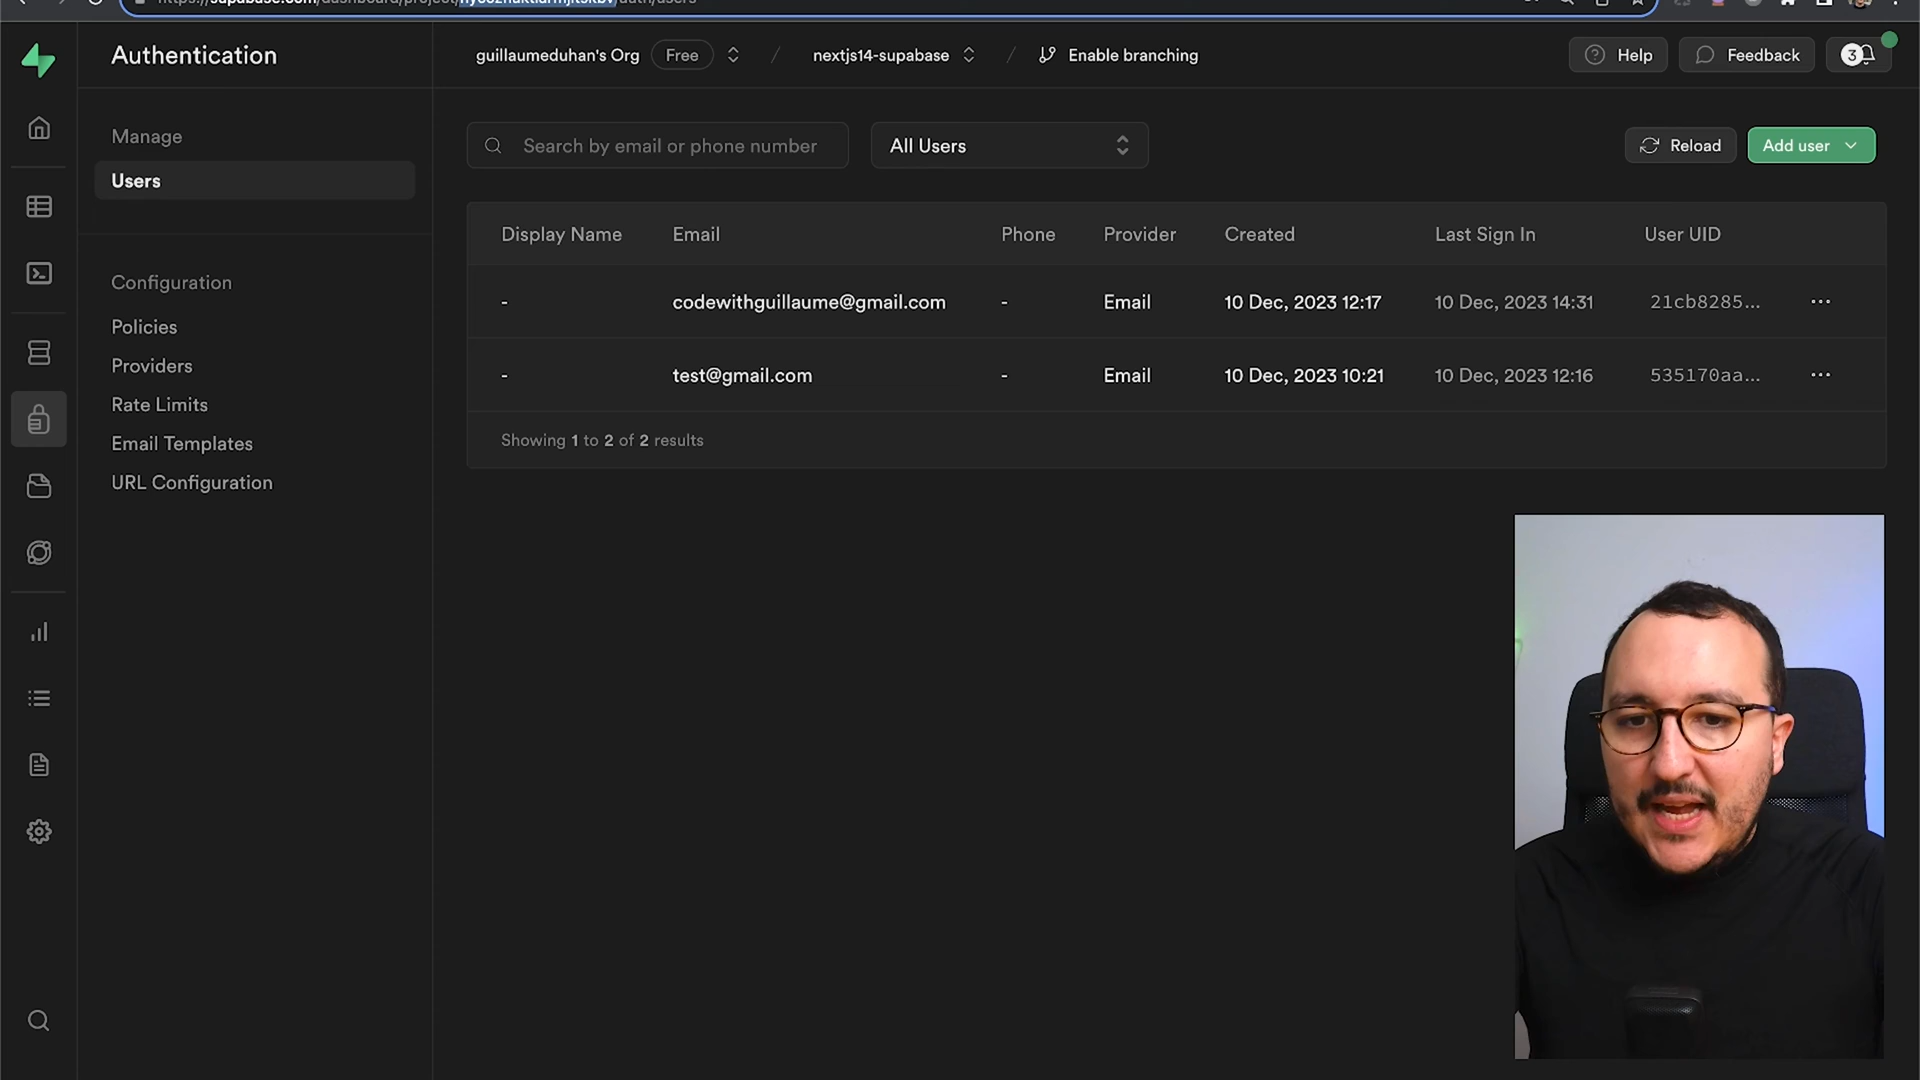 Authentication
guillaumeduhan's Org Free / nextjs14-supabase / Enable branching
Help Feedback 3
Manage
Users
Search by email or phone number All Users Reload Add user
Display Name Email Phone Provider Created Last Sign In User UID
- codewithguillaume@gmail.com - Email 10 Dec, 2023 12:17 10 Dec, 2023 14:31 21cb8285...
- test@gmail.com - Email 10 Dec, 2023 10:21 10 Dec, 2023 12:16 535170aa...
Showing 1 to 2 of 2 results
Configuration
Policies
Providers
Rate Limits
Email Templates
URL Configuration